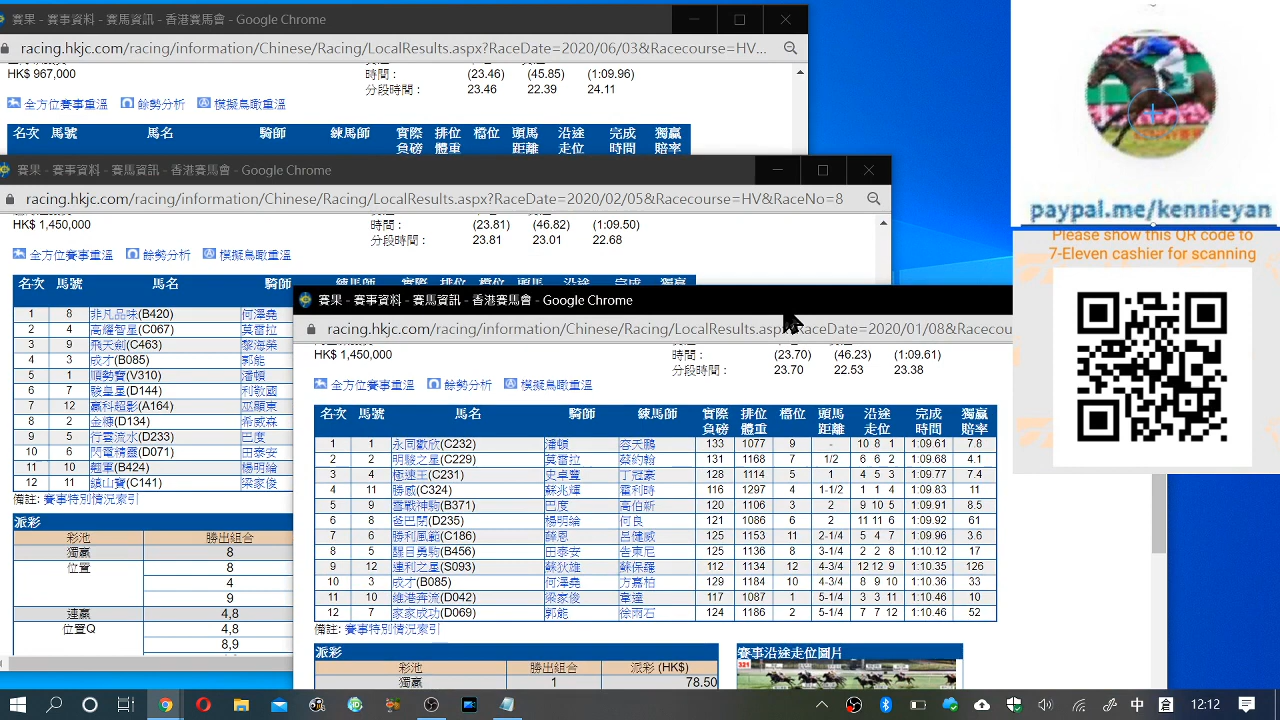 賽果 - 賽事資料 - 賽馬資訊 - 香港賽馬會 - Google Chrome
racing.hkjc.com/racing/information/Chinese/Racing/LocalResults.aspx?RaceDate=2020/06/03&Racecourse=HV...
HK$ 967,000 時間 : (23.46) (45.85) (1:09.96)
分段時間 : 23.46 22.39 24.11
全方位賽事重溫 餘勢分析 模擬鳥瞰重溫
名次 馬號 馬名 騎師 練馬師 實際負磅 排位體重 檔位 頭馬距離 沿途走位 完成時間 獨贏賠率
賽果 - 賽事資料 - 賽馬資訊 - 香港賽馬會 - Google Chrome
racing.hkjc.com/racing/information/Chinese/Racing/LocalResults.aspx?RaceDate=2020/02/05&Racecourse=HV&RaceNo=8
HK$ 1,450,000 時間 : (23.81) (46.82) (1:09.50)
分段時間 : 23.81 23.01 22.68
全方位賽事重溫 餘勢分析 模擬鳥瞰重溫
名次 馬號 馬名
1 8 非凡品味(B420) 何澤堯
2 4 (C067) 莫雷拉
3 9 飛天劍(C463)
4 3 成才(B085) 郭能
5 1 (V310) 潘頓
6 7 (D144)
7 12 贏科超影(A164) 巫顯東
8 2 (D134) 希威森
9 5 行雲流水(D233) 巴度
10 6 閃電精靈(D071) 田泰安
11 10 (B424) 楊明綸
12 11 鏡山寶(C141) 梁家俊
備註: 賽事特別情況索引
派彩
彩池 勝出組合
獨贏 8
位置 8
4
9
連贏 4,8
位置Q 4,8
8,9
賽果 - 賽事資料 - 賽馬資訊 - 香港賽馬會 - Google Chrome
racing.hkjc.com/racing/information/Chinese/Racing/LocalResults.aspx?RaceDate=2020/01/08&Racecou
HK$ 1,450,000 時間 : (23.70) (46.23) (1:09.61)
分段時間 : 23.70 22.53 23.38
全方位賽事重溫 餘勢分析 模擬鳥瞰重溫
名次 馬號 馬名 騎師 練馬師 實際負磅 排位體重 檔位 頭馬距離 沿途走位 完成時間 獨贏賠率
1 1 永同歡欣(C203) 潘頓 容天鵬 133 1077 9 - 10 8 1 1:09.61 7.8
2 2 明駿之星(C229) 莫雷拉 蔡約翰 131 1168 7 1/2 6 6 2 1:09.68 4.1
3 4 極速王(C231) 史卓豐 丁冠豪 128 1114 5 1 4 5 3 1:09.77 7.4
4 11 勝威(C324) 蘇兆輝 霍利時 116 1297 4 1-1/2 1 1 4 1:09.83 11
5 9 雪戰神駒(B371) 巴度 高伯新 120 1106 3 2 9 10 5 1:09.91 8.5
6 8 爸巴閉(D235) 楊明綸 何良 121 1086 6 2 11 11 6 1:09.92 61
7 6 勝利風範(C186) 薛恩 呂健威 125 1153 11 2-1/4 5 4 7 1:09.96 3.6
8 5 醒目勇駒(B456) 田泰安 告東尼 125 1136 8 3-1/4 2 2 8 1:10.12 17
9 12 建利之星(S093) 蘇狄雄 蘇保羅 112 1134 12 4-3/4 12 12 9 1:10.35 126
10 3 成才(B085) 何澤堯 方嘉柏 129 1184 10 4-3/4 8 9 10 1:10.36 33
11 10 維港奔流(D042) 梁家俊 韋達 117 1087 1 5-1/4 3 3 11 1:10.46 10
12 7 家家成功(D069) 郭能 徐雨石 124 1186 2 5-1/4 7 7 12 1:10.46 52
備註: 賽事特別情況索引
派彩
彩池 勝出組合 派彩 (HK$)
獨贏 1 78.50
賽事沿途走位圖片
paypal.me/kennieyan
Please show this QR code to
7-Eleven cashier for scanning
中 倉 12:12